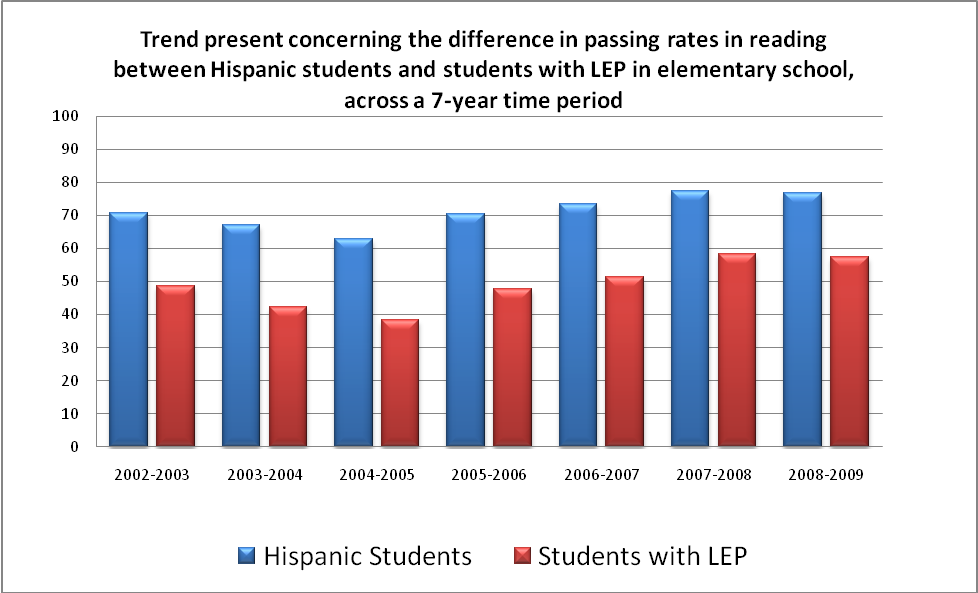 Trend present concerning the difference in passing rates in reading
between Hispanic students and students with LEP in elementary school,
across a 7-year time period
100
90
80
70
60
50
40
30
20
10
0
2002-2003 2003-2004 2004-2005 2005-2006 2006-2007 2007-2008 2008-2009
Hispanic Students Students with LEP